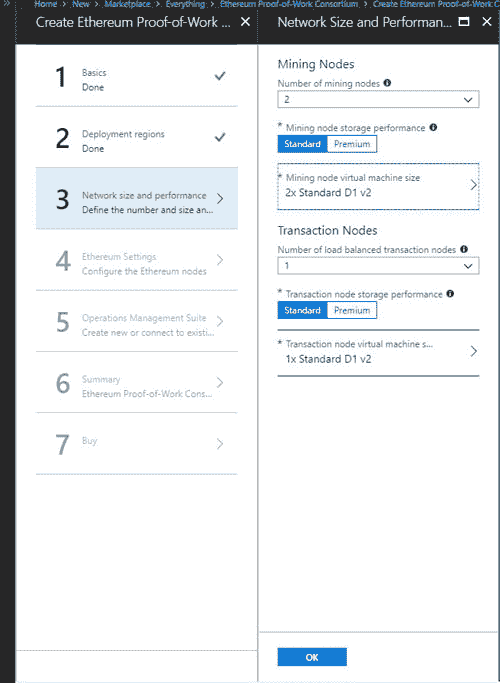 Home > New > Marketplace > Everything > Ethereum Proof-of-Work Consortium > Create Ethereum Proof-of-Work
Create Ethereum Proof-of-Work ...
1
Basics
Done
2
Deployment regions
Done
3
Network size and performance
Define the number and size an...
4
Ethereum Settings
Configure the Ethereum nodes
5
Operations Management Suite
Create new or connect to existi...
6
Summary
Ethereum Proof-of-Work Cons...
7
Buy
Network Size and Performan...
Mining Nodes
Number of mining nodes
2
* Mining node storage performance
Standard Premium
* Mining node virtual machine size
2x Standard D1 v2
Transaction Nodes
Number of load balanced transaction nodes
1
* Transaction node storage performance
Standard Premium
* Transaction node virtual machine s...
1x Standard D1 v2
OK